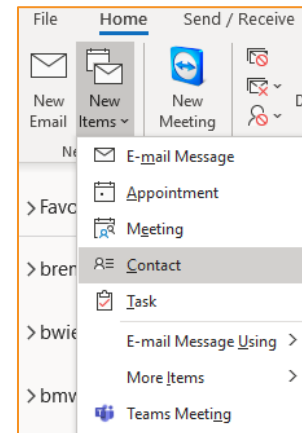 File Home Send / Receive
New Email
New Items
New Meeting
E-mail Message
Appointment
Meeting
Contact
Task
E-mail Message Using >
More Items >
Teams Meeting
> Favo
> bren
> bwie
> bmw